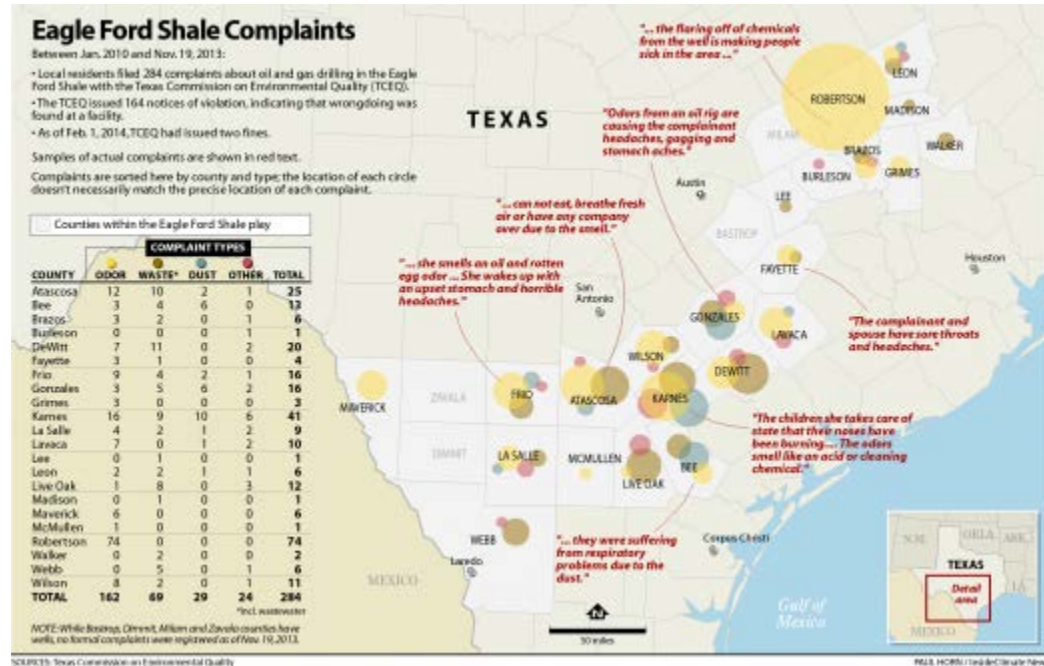 Eagle Ford Shale Complaints
Between Jan. 2010 and Nov. 19, 2013:
• Local residents filed 284 complaints about oil and gas drilling in the Eagle
Ford Shale with the Texas Commission on Environmental Quality (TCEQ).
• The TCEQ issued 164 notices of violation, indicating that wrongdoing was
found at a facility.
• As of Feb. 1, 2014, TCEQ had issued two fines.
Samples of actual complaints are shown in red text.
Complaints are sorted here by county and type; the location of each circle
doesn't necessarily match the precise location of each complaint.
Counties within the Eagle Ford Shale play
COMPLAINT TYPES
COUNTY ODOR WASTE* DUST OTHER TOTAL
Atascosa 12 10 2 1 25
Bee 3 4 6 0 13
Brazos 3 2 0 1 6
Burleson 0 0 0 1 1
DeWitt 7 11 0 2 20
Fayette 3 1 0 0 4
Frio 9 4 2 1 16
Gonzales 3 5 6 2 16
Grimes 3 0 0 0 3
Karnes 16 9 10 6 41
La Salle 4 2 1 2 9
Lavaca 7 0 1 2 10
Lee 0 1 0 0 1
Leon 2 2 1 1 6
Live Oak 1 8 0 3 12
Madison 0 1 0 0 1
Maverick 6 0 0 0 6
McMullen 1 0 0 0 1
Robertson 74 0 0 0 74
Walker 0 2 0 0 2
Webb 0 5 0 1 6
Wilson 8 2 0 1 11
TOTAL 162 69 29 24 284
*Incl. wastewater
NOTE: While Bastrop, Dimmit, Milam and Zavala counties have
wells, no formal complaints were registered as of Nov. 19, 2013.
SOURCES: Texas Commission on Environmental Quality
TEXAS
"... the flaring off of chemicals
from the well is making people
sick in the area ..."
"Odors from an oil rig are
causing the complainant
headaches, gagging and
stomach aches."
"... can not eat, breathe fresh
air or have any company
over due to the smell."
"... she smells an oil and rotten
egg odor ... She wakes up with
an upset stomach and horrible
headaches."
"The complainant and
spouse have sore throats
and headaches."
"The children she takes care of
state that their noses have
been burning.... The odors
smell like an acid or cleaning
chemical."
"... they were suffering
from respiratory
problems due to the
dust."
LEON
ROBERTSON
MADISON
MILAM
BRAZOS
WALKER
BURLESON
GRIMES
Austin
LEE
BASTROP
FAYETTE
Houston
San
Antonio
GONZALES
LAVACA
WILSON
DEWITT
MAVERICK
ZAVALA
FRIO
ATASCOSA
KARNES
DIMMIT
LA SALLE
MCMULLEN
LIVE OAK
BEE
WEBB
Laredo
Corpus Christi
MEXICO
Gulf of
Mexico
N
50 miles
N.M.
OKLA.
ARK.
TEXAS
LA
Detail
area
MEXICO
PAUL HORN / InsideClimate News